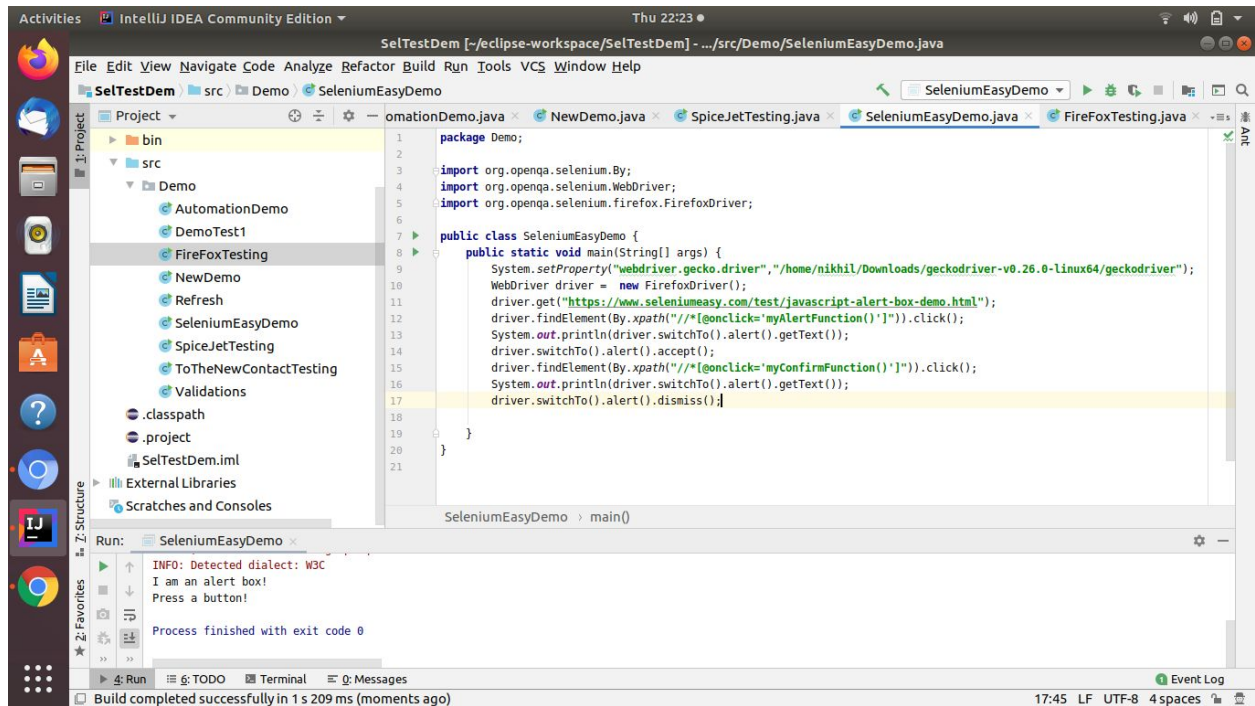 Activities IntelliJ IDEA Community Edition Thu 22:23
SelTestDem [~/eclipse-workspace/SelTestDem] - .../src/Demo/SeleniumEasyDemo.java
File Edit View Navigate Code Analyze Refactor Build Run Tools VCS Window Help
SelTestDem src Demo SeleniumEasyDemo
SeleniumEasyDemo
1: Project
Project
omationDemo.java NewDemo.java SpiceJetTesting.java SeleniumEasyDemo.java FireFoxTesting.java
Ant
bin
src
Demo
AutomationDemo
DemoTest1
FireFoxTesting
NewDemo
Refresh
SeleniumEasyDemo
SpiceJetTesting
ToTheNewContactTesting
Validations
.classpath
.project
SelTestDem.iml
External Libraries
Scratches and Consoles
1 package Demo;
2
3 import org.openqa.selenium.By;
4 import org.openqa.selenium.WebDriver;
5 import org.openqa.selenium.firefox.FirefoxDriver;
6
7 public class SeleniumEasyDemo {
8 public static void main(String[] args) {
9 System.setProperty("webdriver.gecko.driver","/home/nikhil/Downloads/geckodriver-v0.26.0-linux64/geckodriver");
10 WebDriver driver = new FirefoxDriver();
11 driver.get("https://www.seleniumeasy.com/test/javascript-alert-box-demo.html");
12 driver.findElement(By.xpath("//*[@onclick='myAlertFunction()']")).click();
13 System.out.println(driver.switchTo().alert().getText());
14 driver.switchTo().alert().accept();
15 driver.findElement(By.xpath("//*[@onclick='myConfirmFunction()']")).click();
16 System.out.println(driver.switchTo().alert().getText());
17 driver.switchTo().alert().dismiss();
18
19 }
20 }
21
SeleniumEasyDemo › main()
Z: Structure
2: Favorites
Run: SeleniumEasyDemo
INFO: Detected dialect: W3C
I am an alert box!
Press a button!
Process finished with exit code 0
4: Run 6: TODO Terminal 0: Messages 1 Event Log
Build completed successfully in 1 s 209 ms (moments ago) 17:45 LF UTF-8 4 spaces